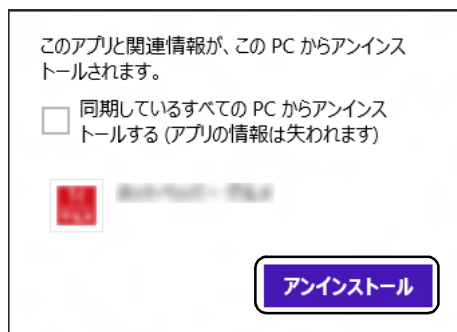 このアプリと関連情報が、この PC からアンインス
トールされます。
同期しているすべての PC からアンインス
トールする (アプリの情報は失われます)
アンインストール